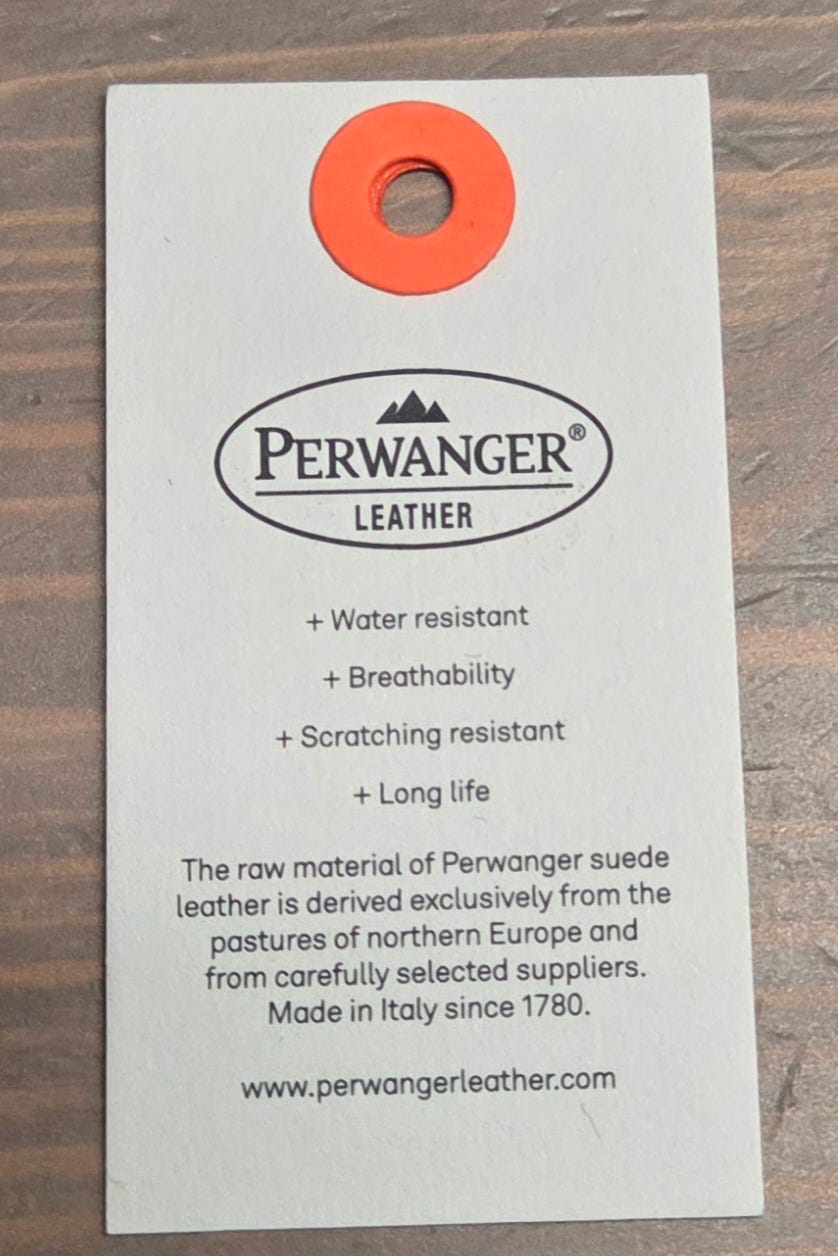 PERWANGER®
LEATHER
+ Water resistant
+ Breathability
+ Scratching resistant
+ Long life
The raw material of Perwanger suede
leather is derived exclusively from the
pastures of northern Europe and
from carefully selected suppliers.
Made in Italy since 1780.
www.perwangerleather.com